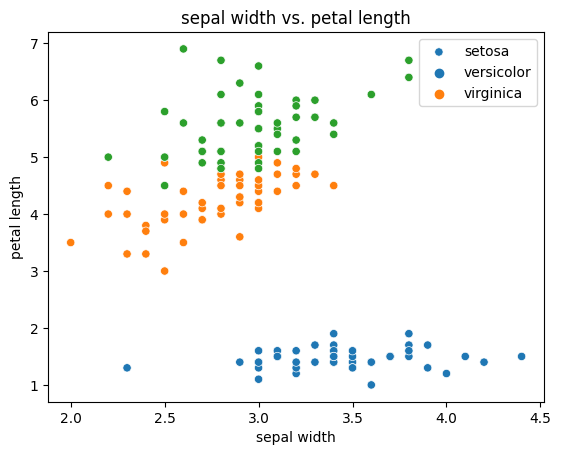 sepal width vs. petal length
setosa
versicolor
virginica
7
6
5
4
3
2
1
petal length
2.0 2.5 3.0 3.5 4.0 4.5
sepal width